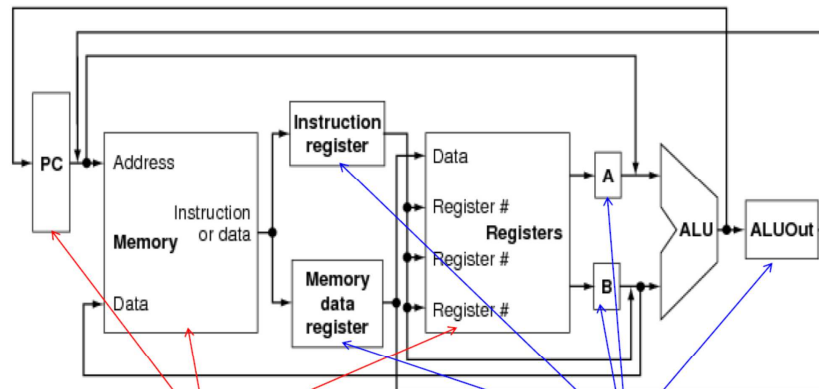 PC
Address
Instruction
or data
Memory
Data
Instruction
register
Memory
data
register
Data
Register #
Register #
Registers
Register #
A
B
ALU
ALUOut